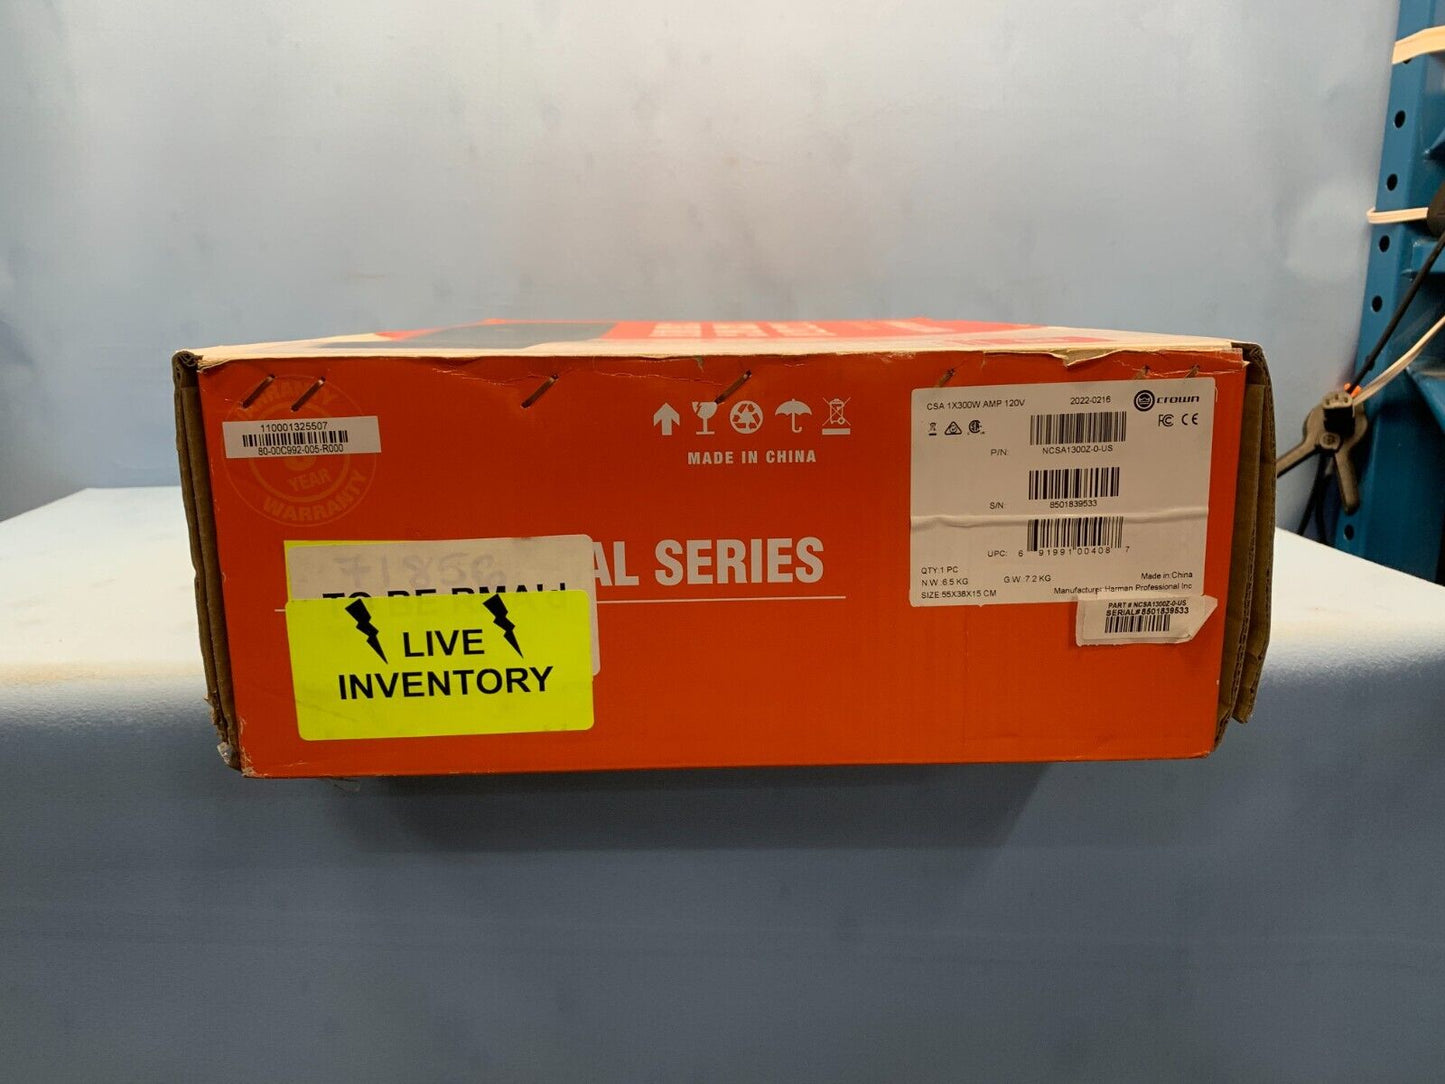 WARRANTY
110001325507
80-00C992-005-R000
YEAR
WARRANTY
MADE IN CHINA
AL SERIES
TO BE RMA'd
LIVE
INVENTORY
CSA 1X300W AMP 120V
2022-0216
crown
FC CE
P/N:
NCSA1300Z-0-US
S/N
8501839533
UPC: 6 91991 00408 7
QTY:1 PC
N.W.:6.5 KG
G.W.:7.2 KG
Made in:China
SIZE:55X38X15 CM
Manufacturer:Harman Professional Inc
PART # NCSA1300Z-0-US
SERIAL# 8501839533